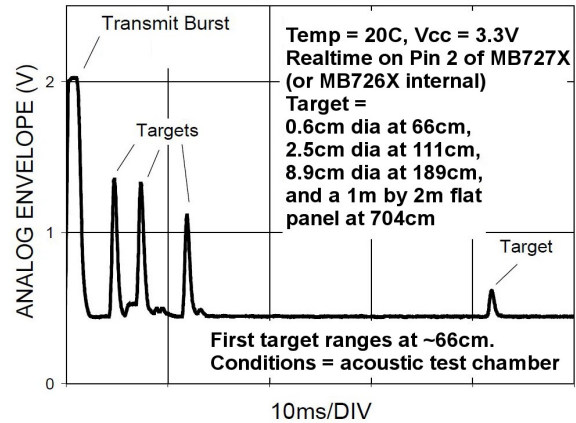 Transmit Burst
Temp = 20C, Vcc = 3.3V
Realtime on Pin 2 of MB727X
(or MB726X internal)
Target =
0.6cm dia at 66cm,
2.5cm dia at 111cm,
8.9cm dia at 189cm,
and a 1m by 2m flat
panel at 704cm
Targets
Target
ANALOG ENVELOPE (V)
2
1
0
First target ranges at ~66cm.
Conditions = acoustic test chamber
10ms/DIV